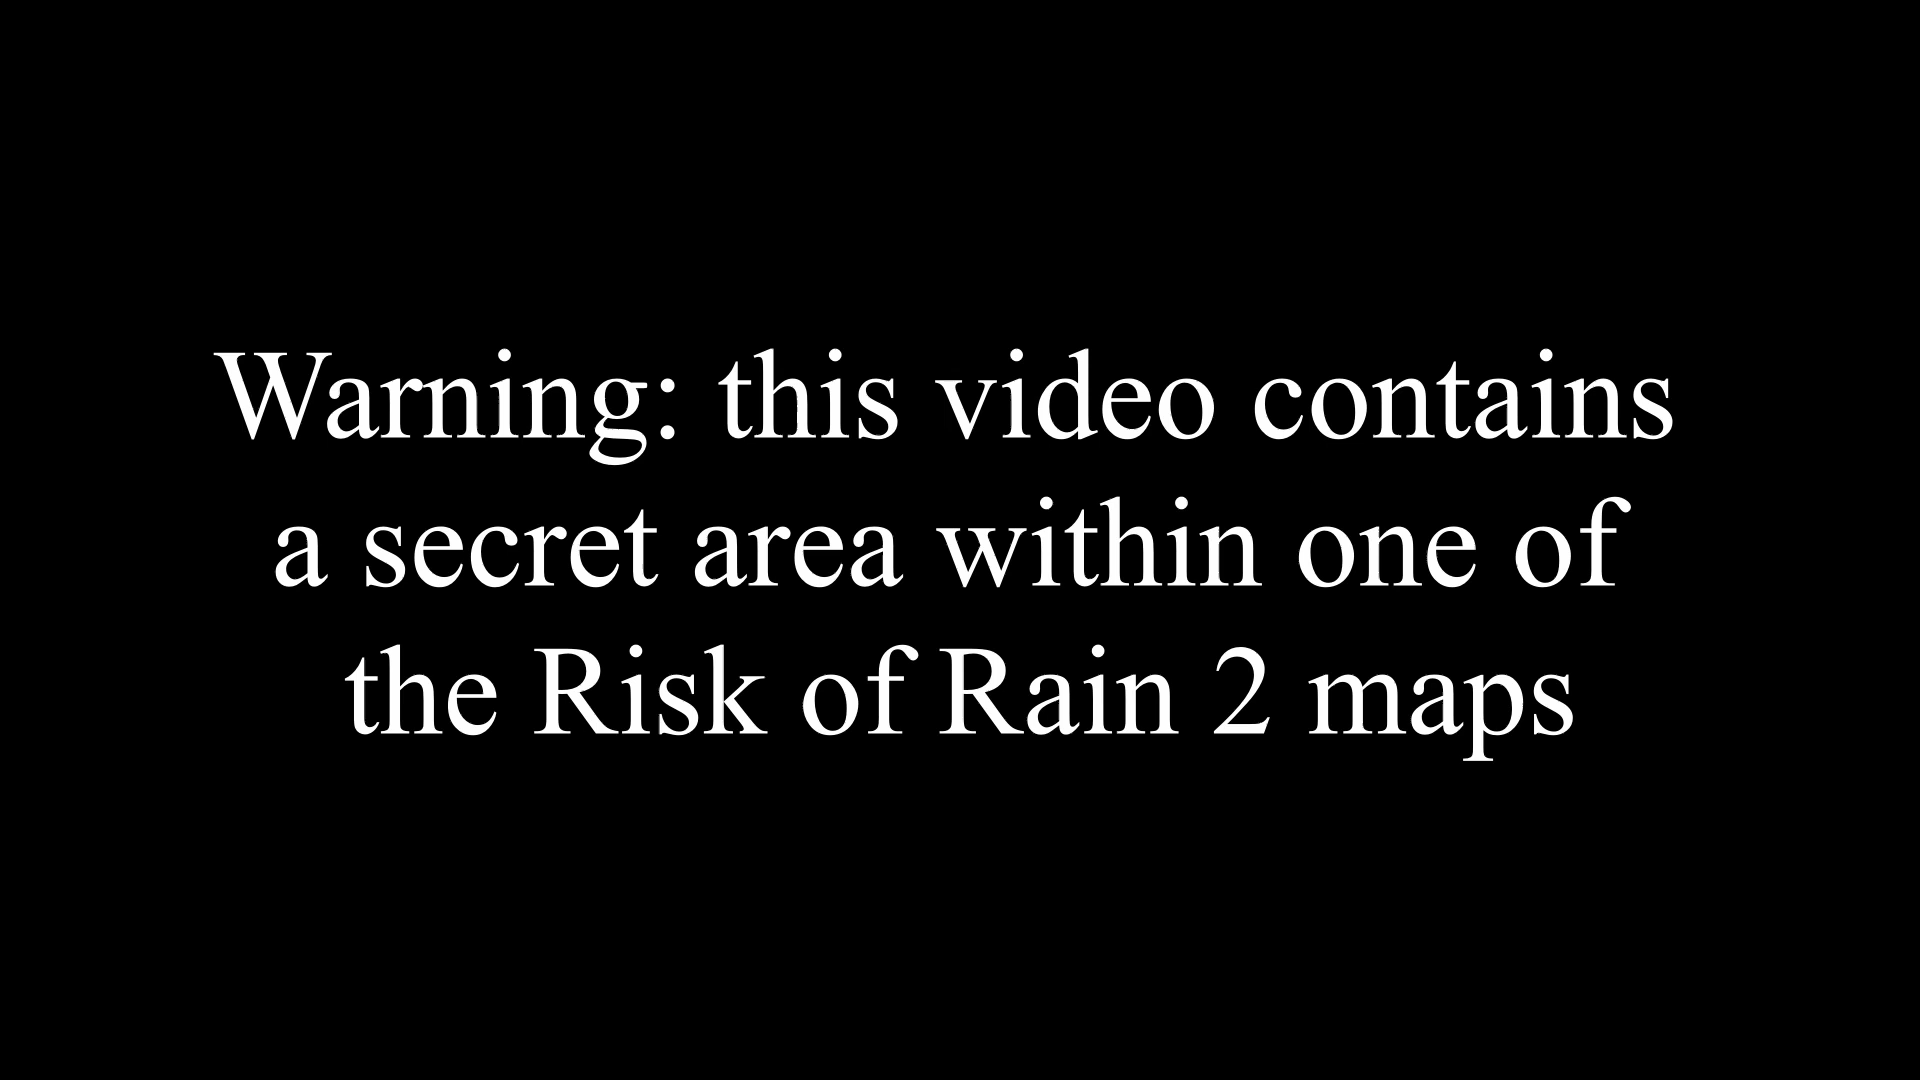 Warning: this video contains
a secret area within one of
the Risk of Rain 2 maps